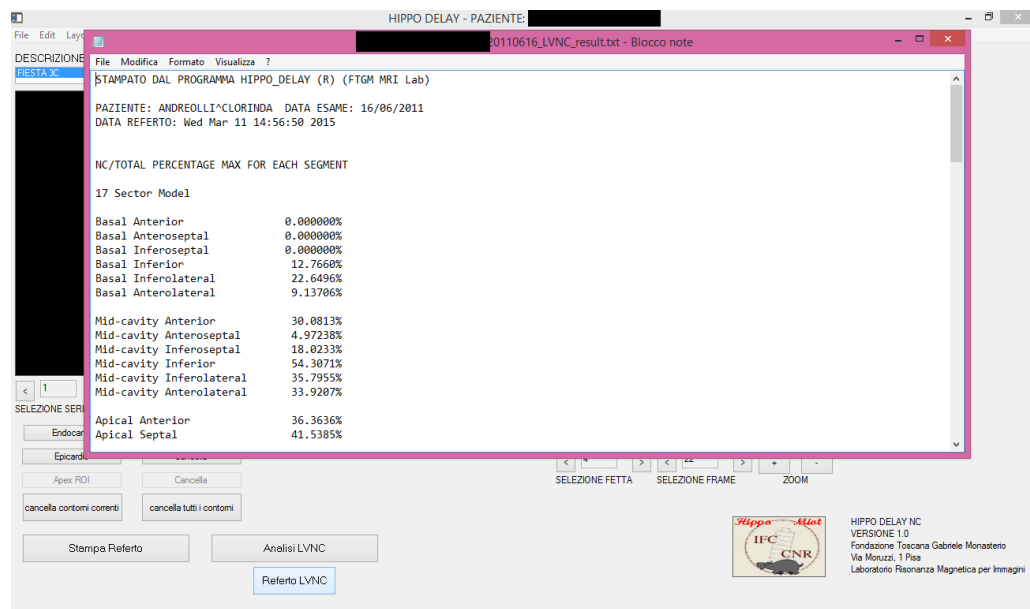 HIPPO DELAY - PAZIENTE:
File Edit
DESCRIZIONE
FIESTA 3C
20110616_LVNC_result.txt - Blocco note
File Modifica Formato Visualizza ?
STAMPATO DAL PROGRAMMA HIPPO_DELAY (R) (FTGM MRI Lab)
PAZIENTE: ANDREOLLI^CLORINDA DATA ESAME: 16/06/2011
DATA REFERTO: Wed Mar 11 14:56:50 2015
NC/TOTAL PERCENTAGE MAX FOR EACH SEGMENT
17 Sector Model
Basal Anterior 0.000000%
Basal Anteroseptal 0.000000%
Basal Inferoseptal 0.000000%
Basal Inferior 12.7660%
Basal Inferolateral 22.6496%
Basal Anterolateral 9.13706%
Mid-cavity Anterior 30.0813%
Mid-cavity Anteroseptal 4.97238%
Mid-cavity Inferoseptal 18.0233%
Mid-cavity Inferior 54.3071%
Mid-cavity Inferolateral 35.7955%
Mid-cavity Anterolateral 33.9207%
Apical Anterior 36.3636%
Apical Septal 41.5385%
< 1
SELEZIONE SERI
Endocar
Epicardio
< 4 > < 22 > + -
SELEZIONE FETTA SELEZIONE FRAME ZOOM
Apex ROI Cancella
cancella contorni correnti cancella tutti i contorni
Stampa Referto Analisi LVNC
Referto LVNC
Hippo Miot
IFC
CNR
HIPPO DELAY NC
VERSIONE 1.0
Fondazione Toscana Gabriele Monasterio
Via Moruzzi, 1 Pisa
Laboratorio Risonanza Magnetica per Immagini